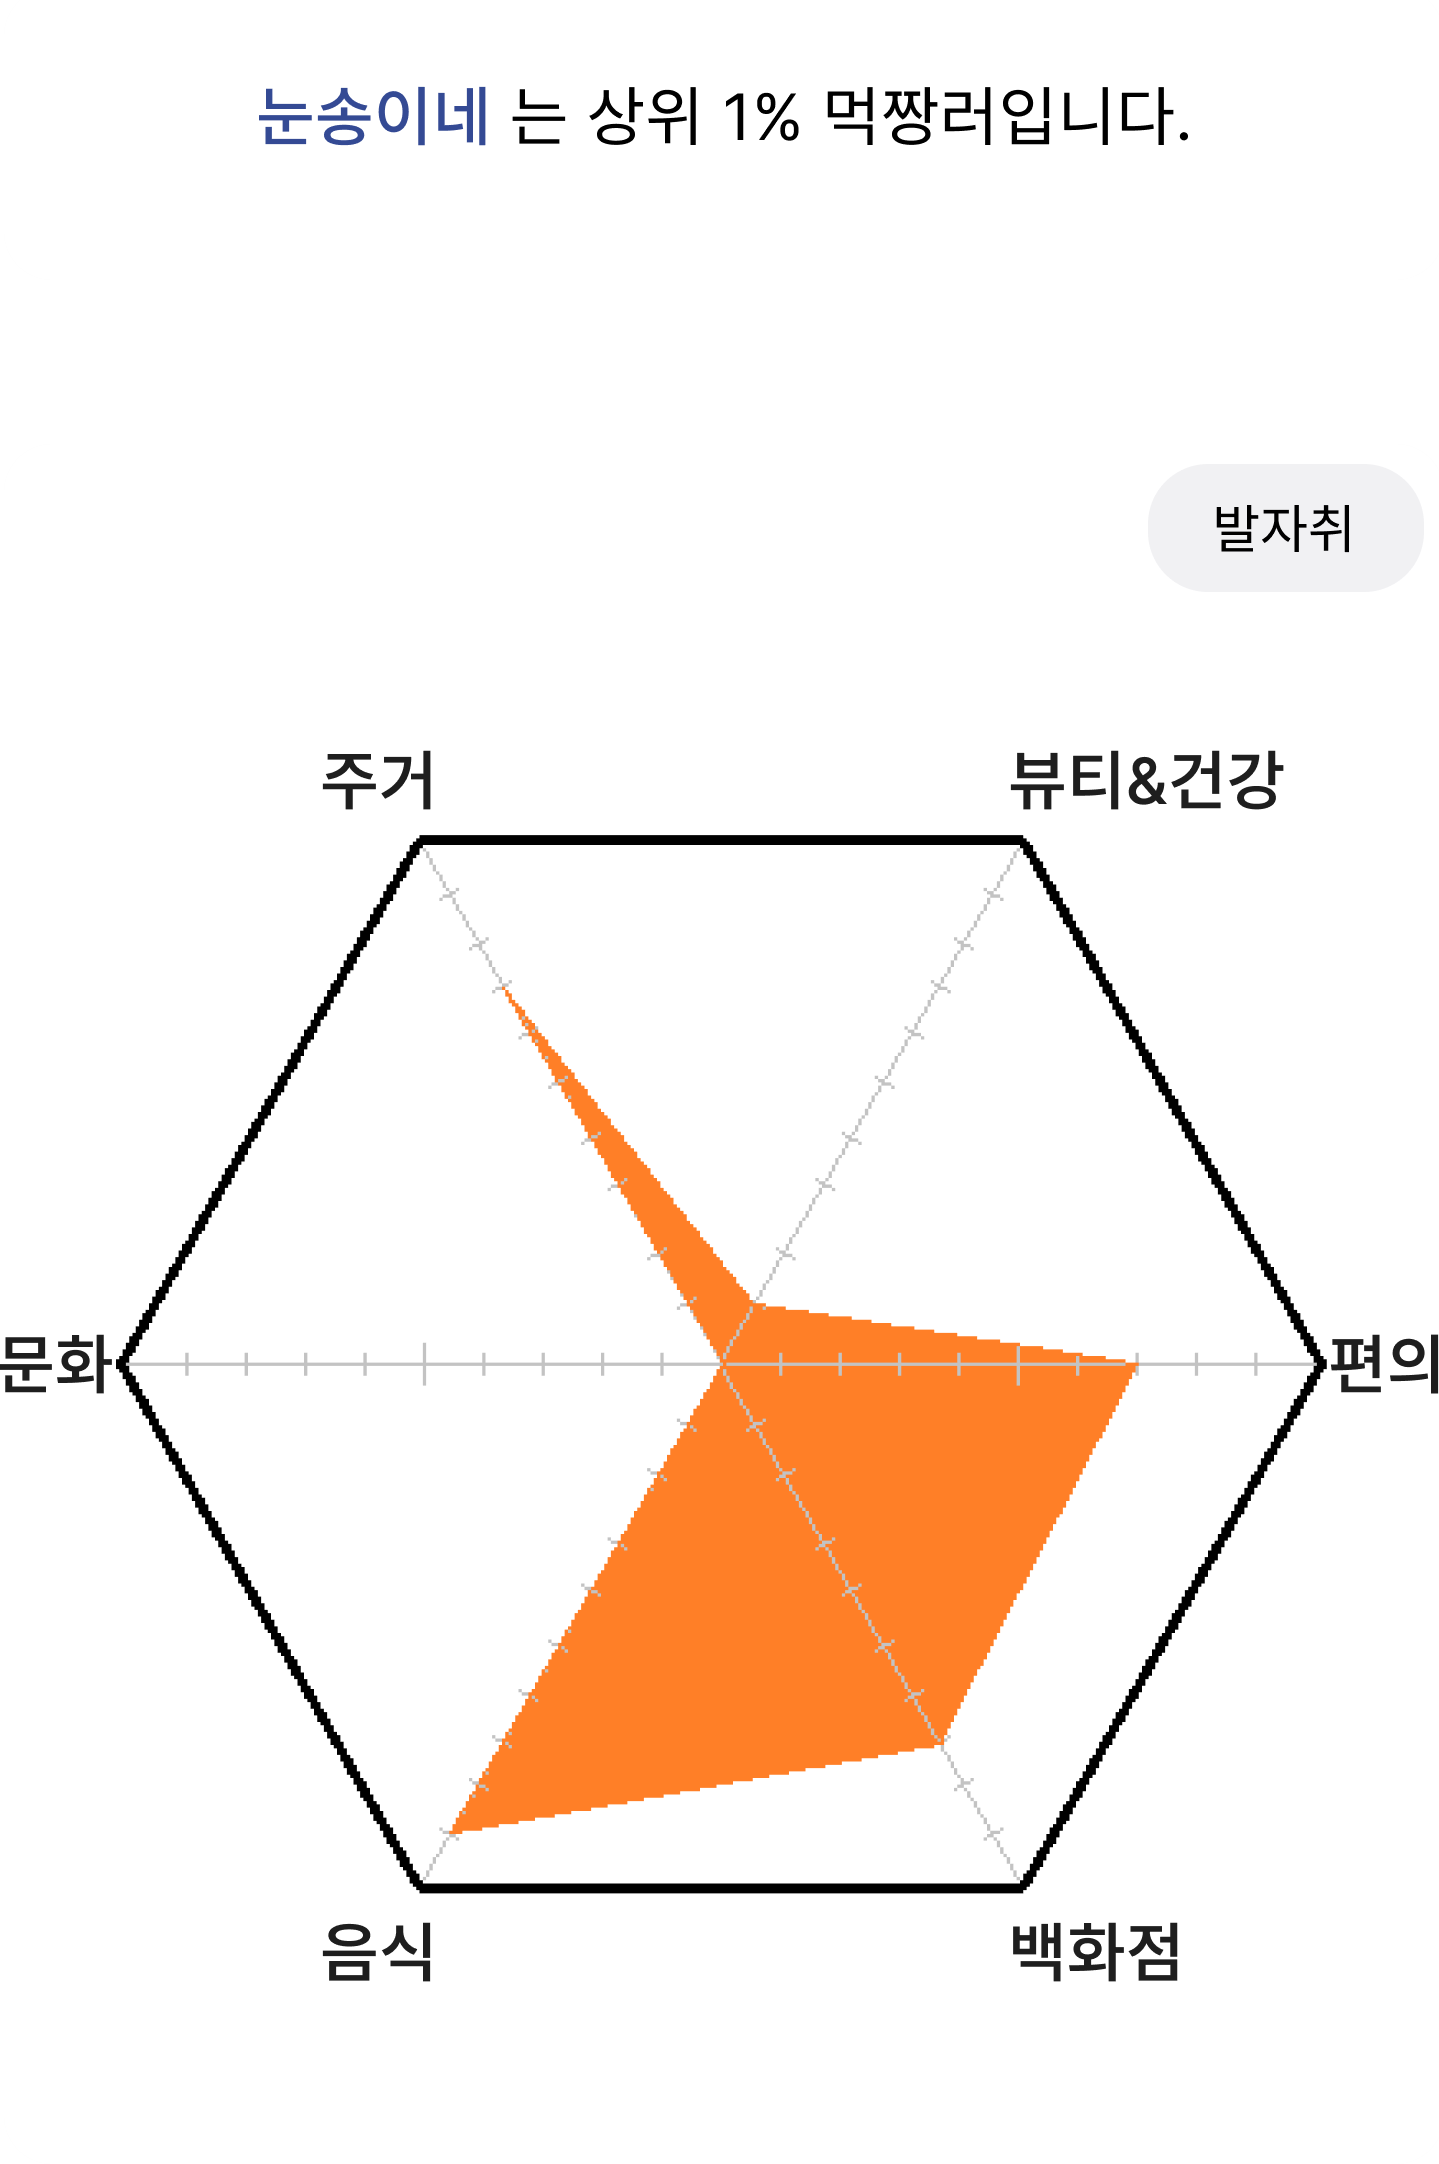 눈송이네 는 상위 1% 먹짱러입니다.
발자취
주거
뷰티&건강
문화
편의
음식
백화점